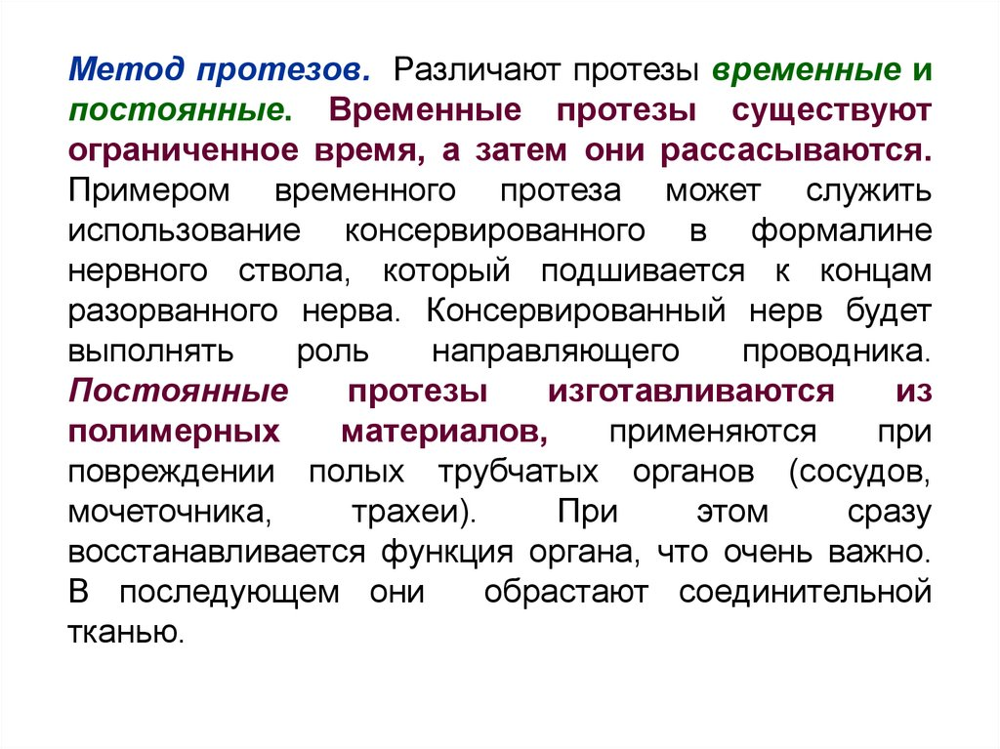 Метод протезов. Различают протезы временные и
постоянные. Временные протезы существуют
ограниченное время, а затем они рассасываются.
Примером временного протеза может служить
использование консервированного в формалине
нервного ствола, который подшивается к концам
разорванного нерва. Консервированный нерв будет
выполнять роль направляющего проводника.
Постоянные протезы изготавливаются из
полимерных материалов, применяются при
повреждении полых трубчатых органов (сосудов,
мочеточника, трахеи). При этом сразу
восстанавливается функция органа, что очень важно.
В последующем они обрастают соединительной
тканью.